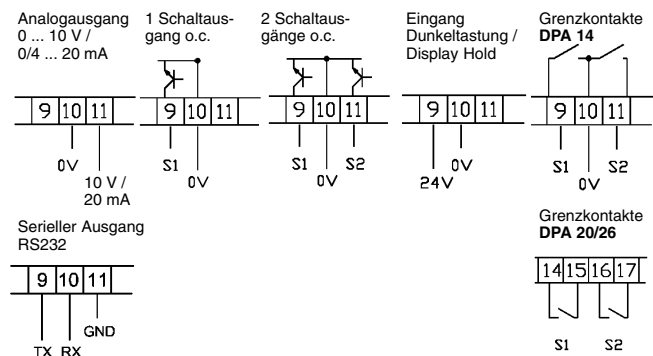 Analogausgang
0 ... 10 V /
0/4 ... 20 mA
9 10 11
0V
10 V /
20 mA
1 Schaltaus-
gang o.c.
9 10 11
S1
0V
2 Schaltaus-
gänge o.c.
9 10 11
S1 S2
0V
Eingang
Dunkeltastung /
Display Hold
9 10 11
0V
24V
Grenzkontakte
DPA 14
9 10 11
S1 S2
0V
Serieller Ausgang
RS232
9 10 11
GND
TX RX
Grenzkontakte
DPA 20/26
14 15 16 17
S1 S2